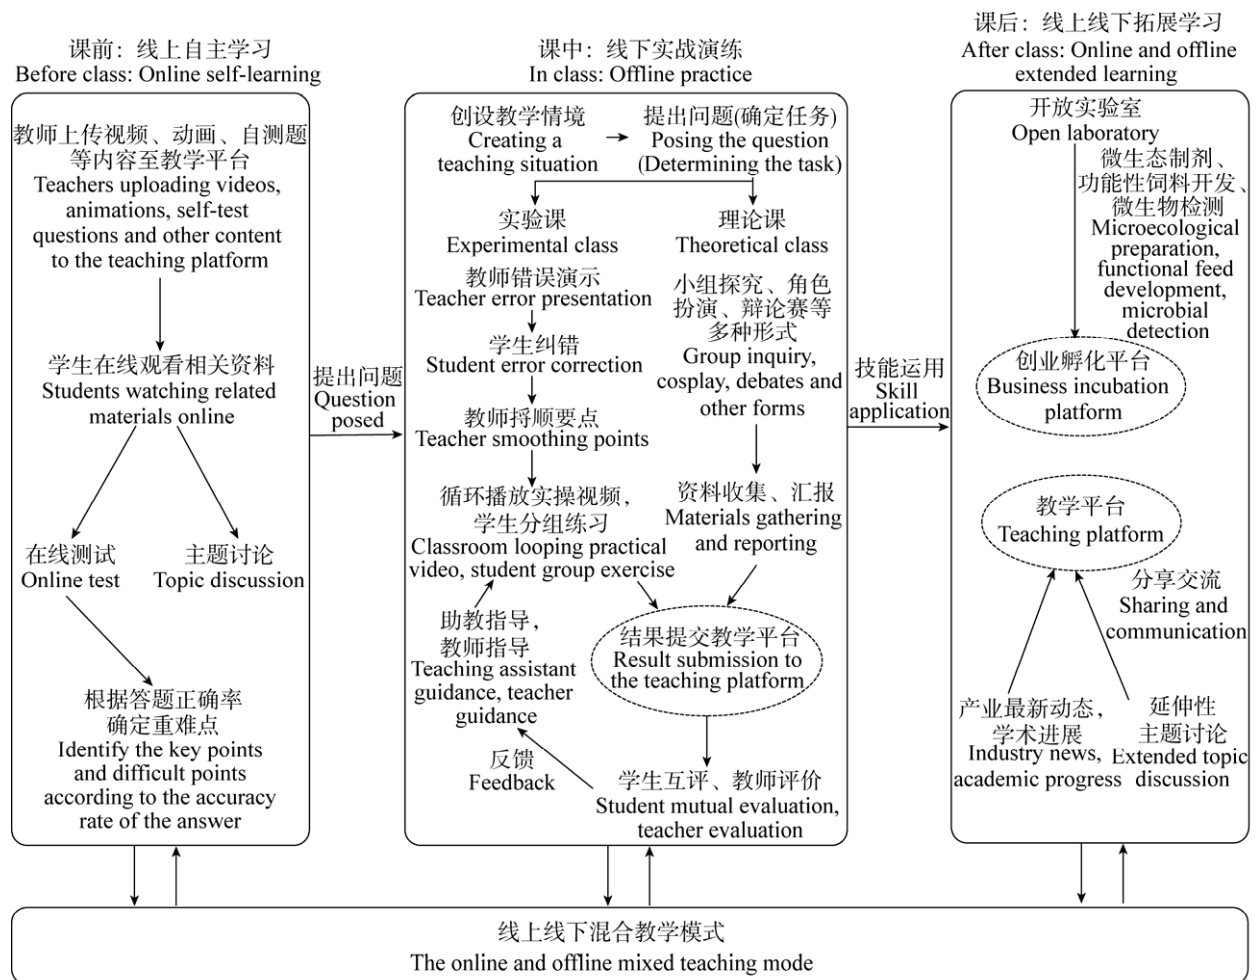 课前：线上自主学习
Before class: Online self-learning
教师上传视频、动画、自测题
等内容至教学平台
Teachers uploading videos,
animations, self-test
questions and other content
to the teaching platform
学生在线观看相关资料
Students watching related
materials online
在线测试
Online test
主题讨论
Topic discussion
根据答题正确率
确定重难点
Identify the key points
and difficult points
according to the accuracy
rate of the answer
提出问题
Question
posed
课中：线下实战演练
In class: Offline practice
创设教学情境
Creating a
teaching situation
提出问题(确定任务)
Posing the question
(Determining the task)
实验课
Experimental class
教师错误演示
Teacher error presentation
学生纠错
Student error correction
教师捋顺要点
Teacher smoothing points
循环播放实操视频，
学生分组练习
Classroom looping practical
video, student group exercise
理论课
Theoretical class
小组探究、角色
扮演、辩论赛等
多种形式
Group inquiry,
cosplay, debates and
other forms
资料收集、汇报
Materials gathering
and reporting
助教指导，
教师指导
Teaching assistant
guidance, teacher
guidance
结果提交教学平台
Result submission to
the teaching platform
反馈
Feedback
学生互评、教师评价
Student mutual evaluation,
teacher evaluation
技能运用
Skill
application
课后：线上线下拓展学习
After class: Online and offline
extended learning
开放实验室
Open laboratory
微生态制剂、
功能性饲料开发、
微生物检测
Microecological
preparation,
functional feed
development,
microbial
detection
创业孵化平台
Business incubation
platform
教学平台
Teaching platform
分享交流
Sharing and
communication
产业最新动态，
学术进展
Industry news,
academic progress
延伸性
主题讨论
Extended topic
discussion
线上线下混合教学模式
The online and offline mixed teaching mode